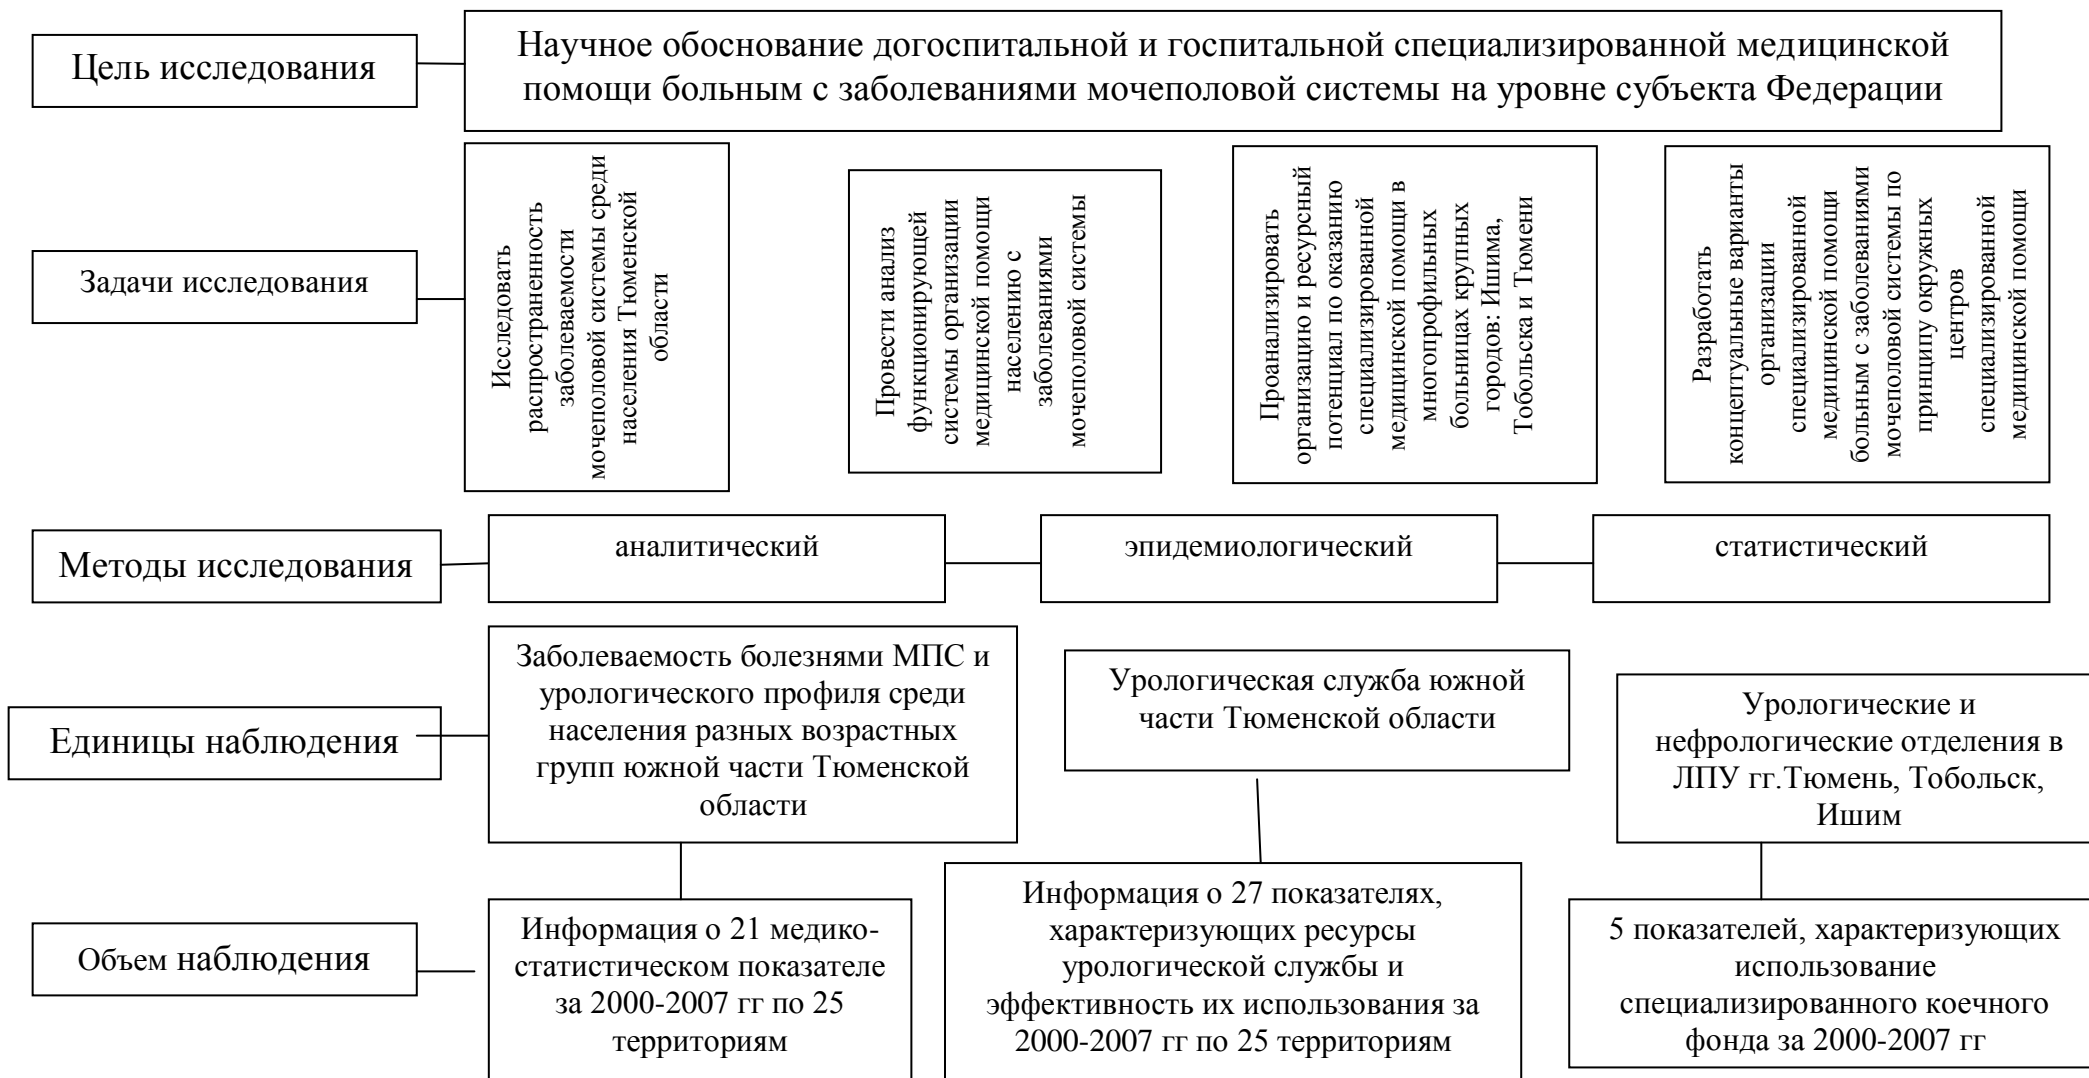 Цель исследования
Научное обоснование догоспитальной и госпитальной специализированной медицинской
помощи больным с заболеваниями мочеполовой системы на уровне субъекта Федерации
Задачи исследования
Исследовать
распространенность
заболеваемости
мочеполовой системы среди
населения Тюменской
области
Провести анализ
функционирующей
системы организации
медицинской помощи
населению с
заболеваниями
мочеполовой системы
Проанализировать
организацию и ресурсный
потенциал по оказанию
специализированной
медицинской помощи в
многопрофильных
больницах крупных
городов: Ишима,
Тобольска и Тюмени
Разработать
концептуальные варианты
организации
специализированной
медицинской помощи
больным с заболеваниями
мочеполовой системы по
принципу окружных
центров
специализированной
медицинской помощи
Методы исследования
аналитический
эпидемиологический
статистический
Единицы наблюдения
Заболеваемость болезнями МПС и
урологического профиля среди
населения разных возрастных
групп южной части Тюменской
области
Урологическая служба южной
части Тюменской области
Урологические и
нефрологические отделения в
ЛПУ гг.Тюмень, Тобольск,
Ишим
Объем наблюдения
Информация о 21 медико-
статистическом показателе
за 2000-2007 гг по 25
территориям
Информация о 27 показателях,
характеризующих ресурсы
урологической службы и
эффективность их использования за
2000-2007 гг по 25 территориям
5 показателей, характеризующих
использование
специализированного коечного
фонда за 2000-2007 гг